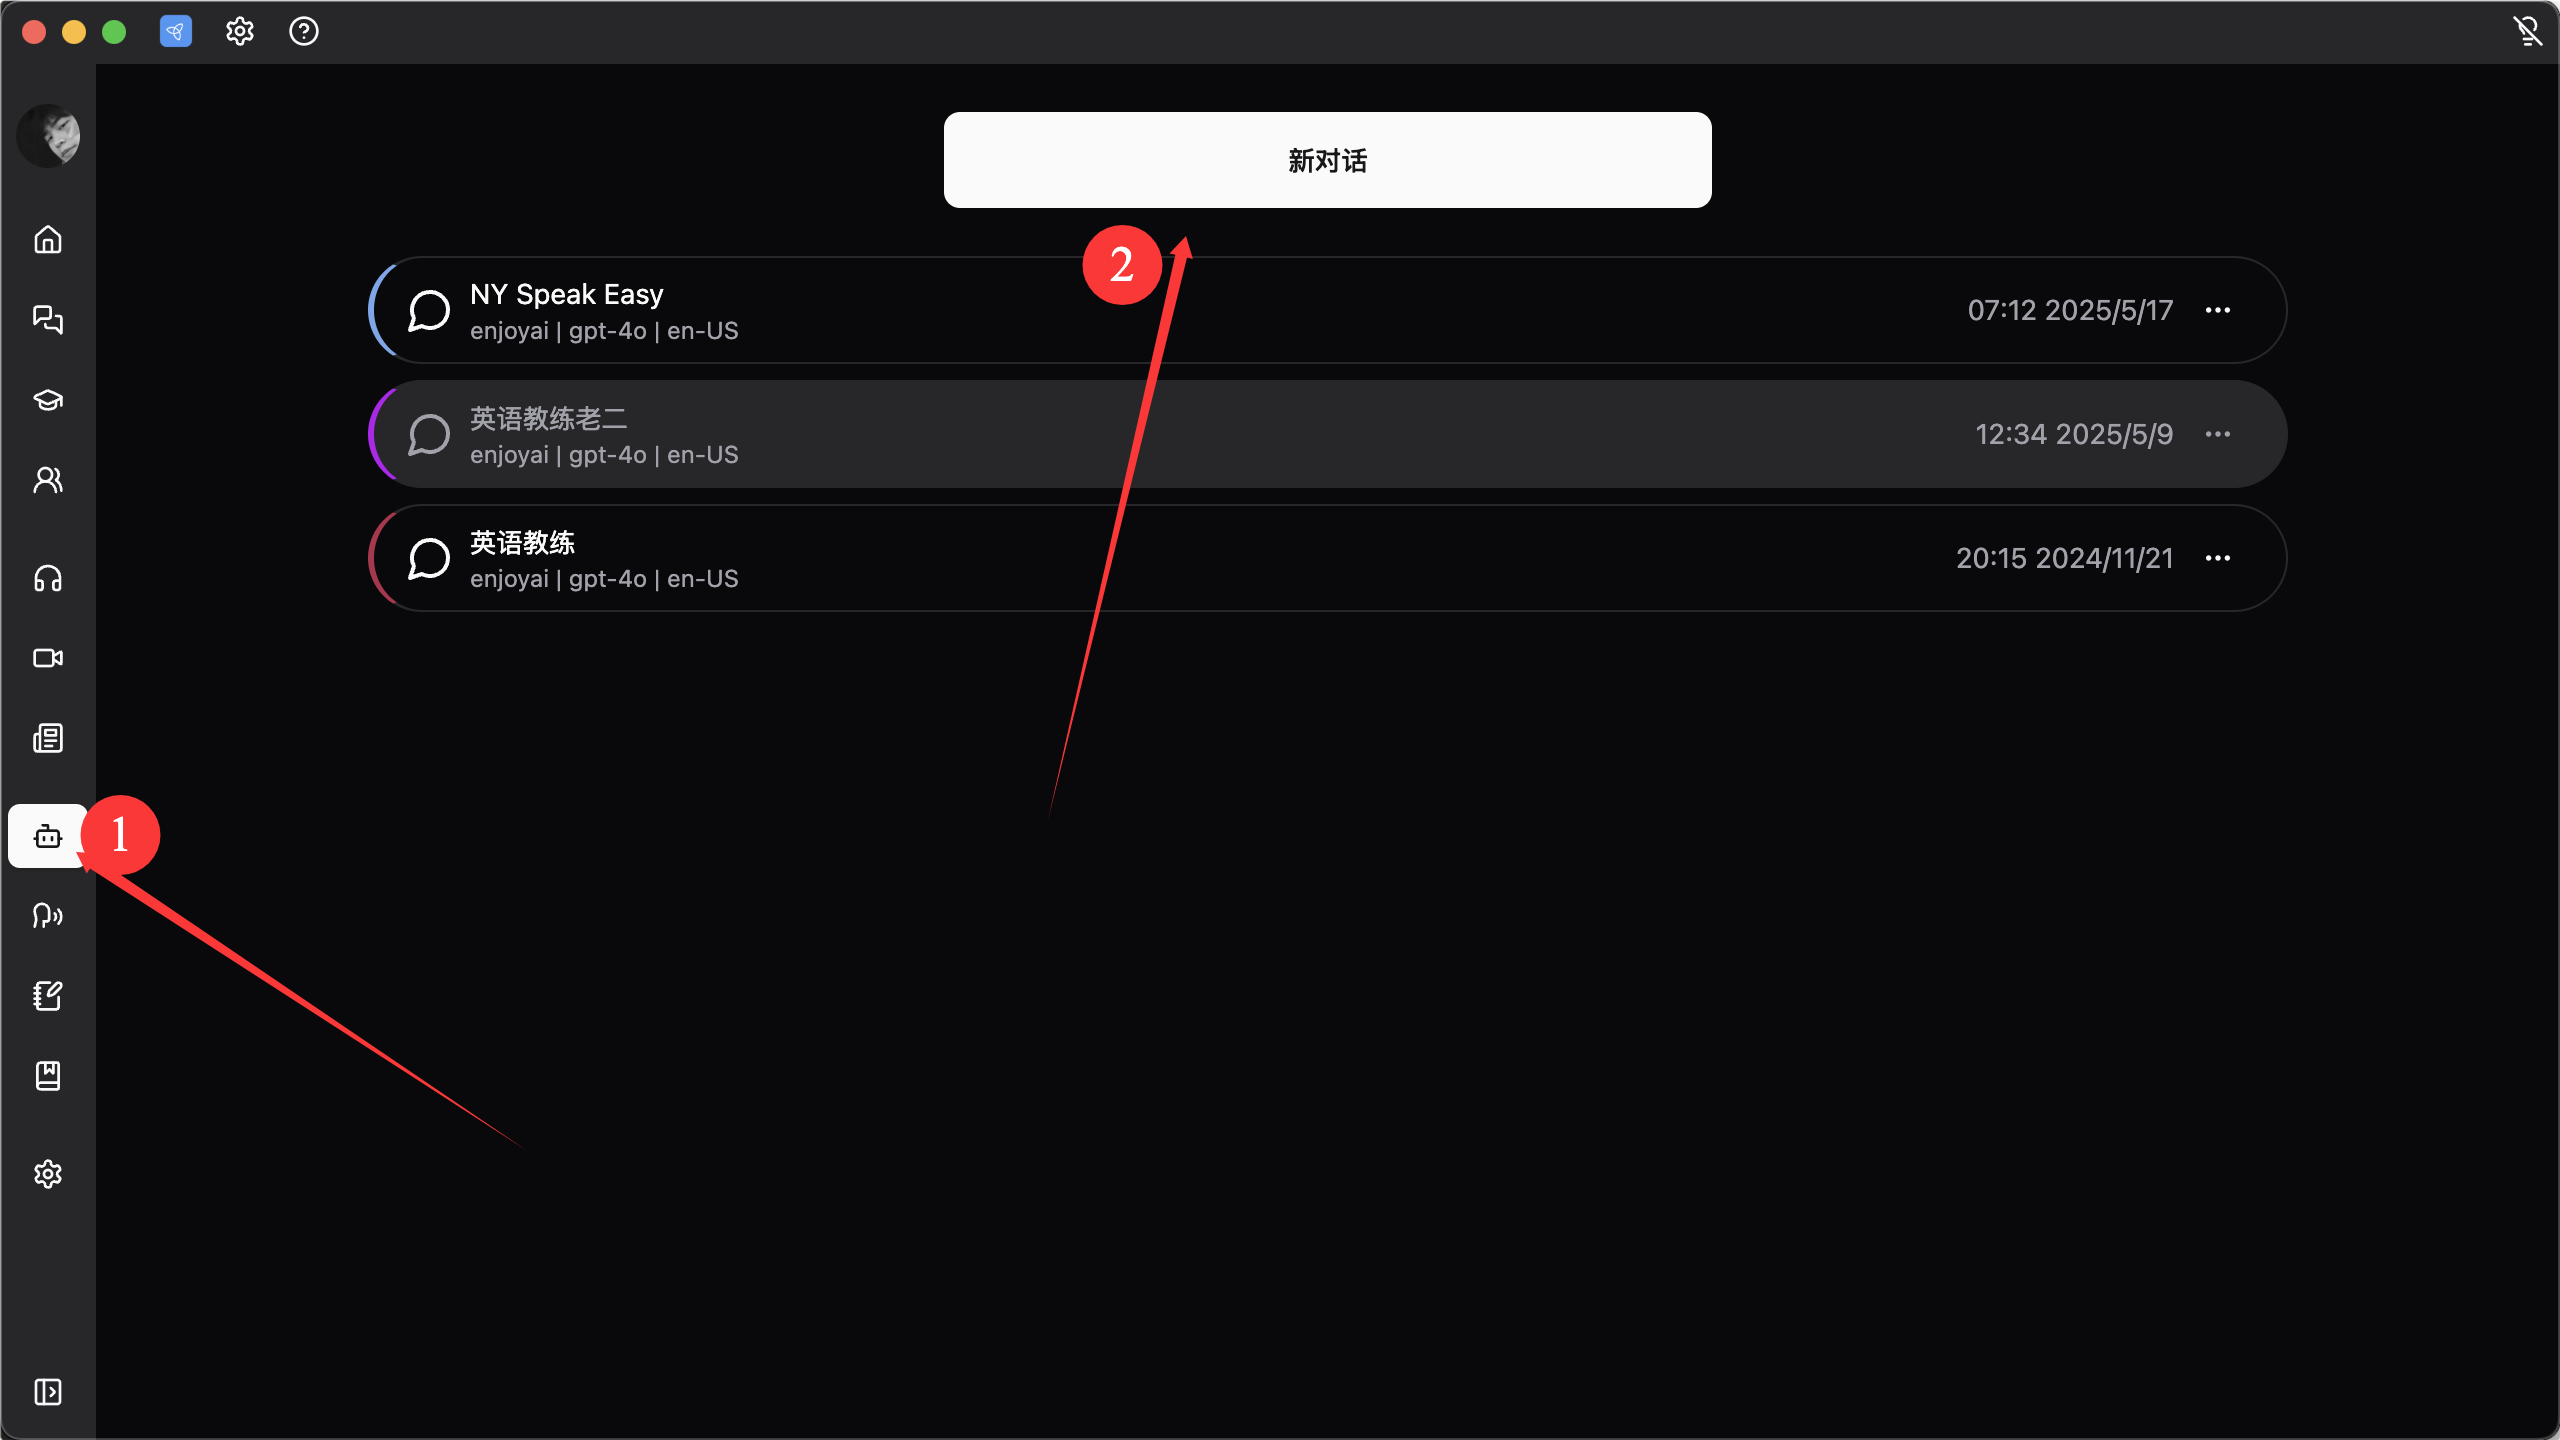 新对话
2
NY Speak Easy
enjoyai | gpt-4o | en-US
07:12 2025/5/17
英语教练老二
enjoyai | gpt-4o | en-US
12:34 2025/5/9
英语教练
enjoyai | gpt-4o | en-US
20:15 2024/11/21
1